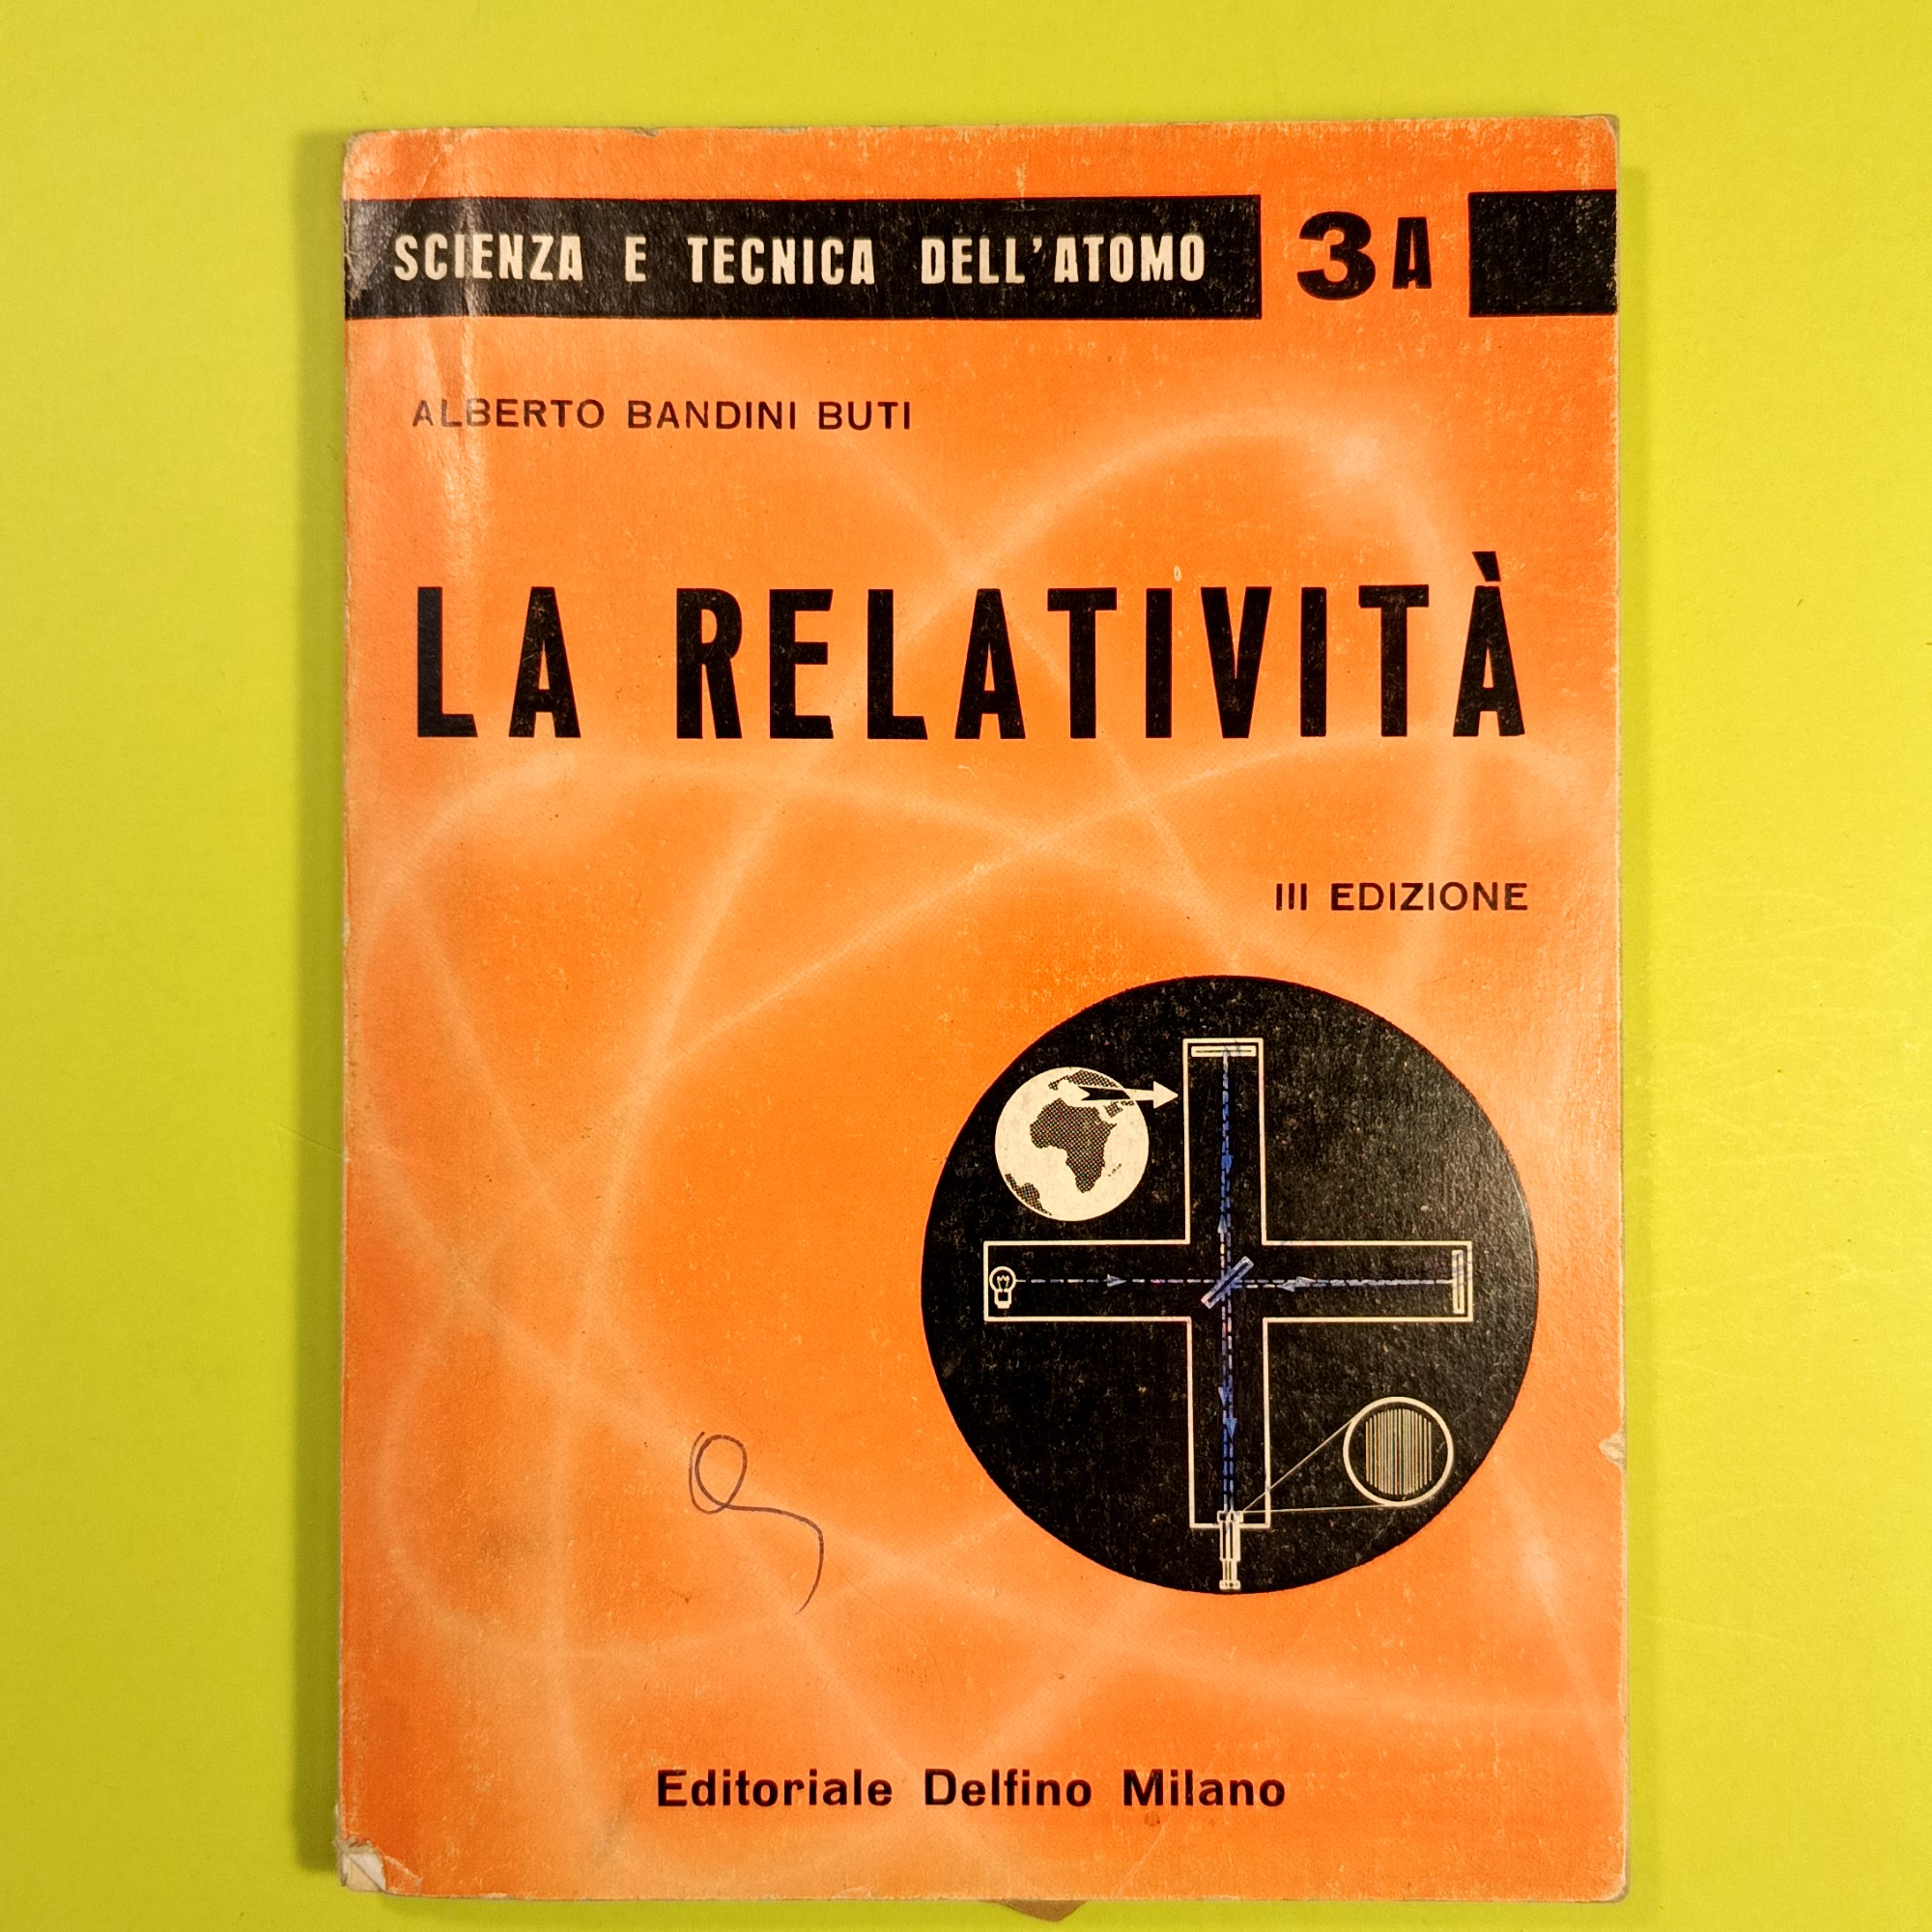 SCIENZA E TECNICA DELL'ATOMO 3A
ALBERTO BANDINI BUTI
LA RELATIVITÀ
III EDIZIONE
Editoriale Delfino Milano